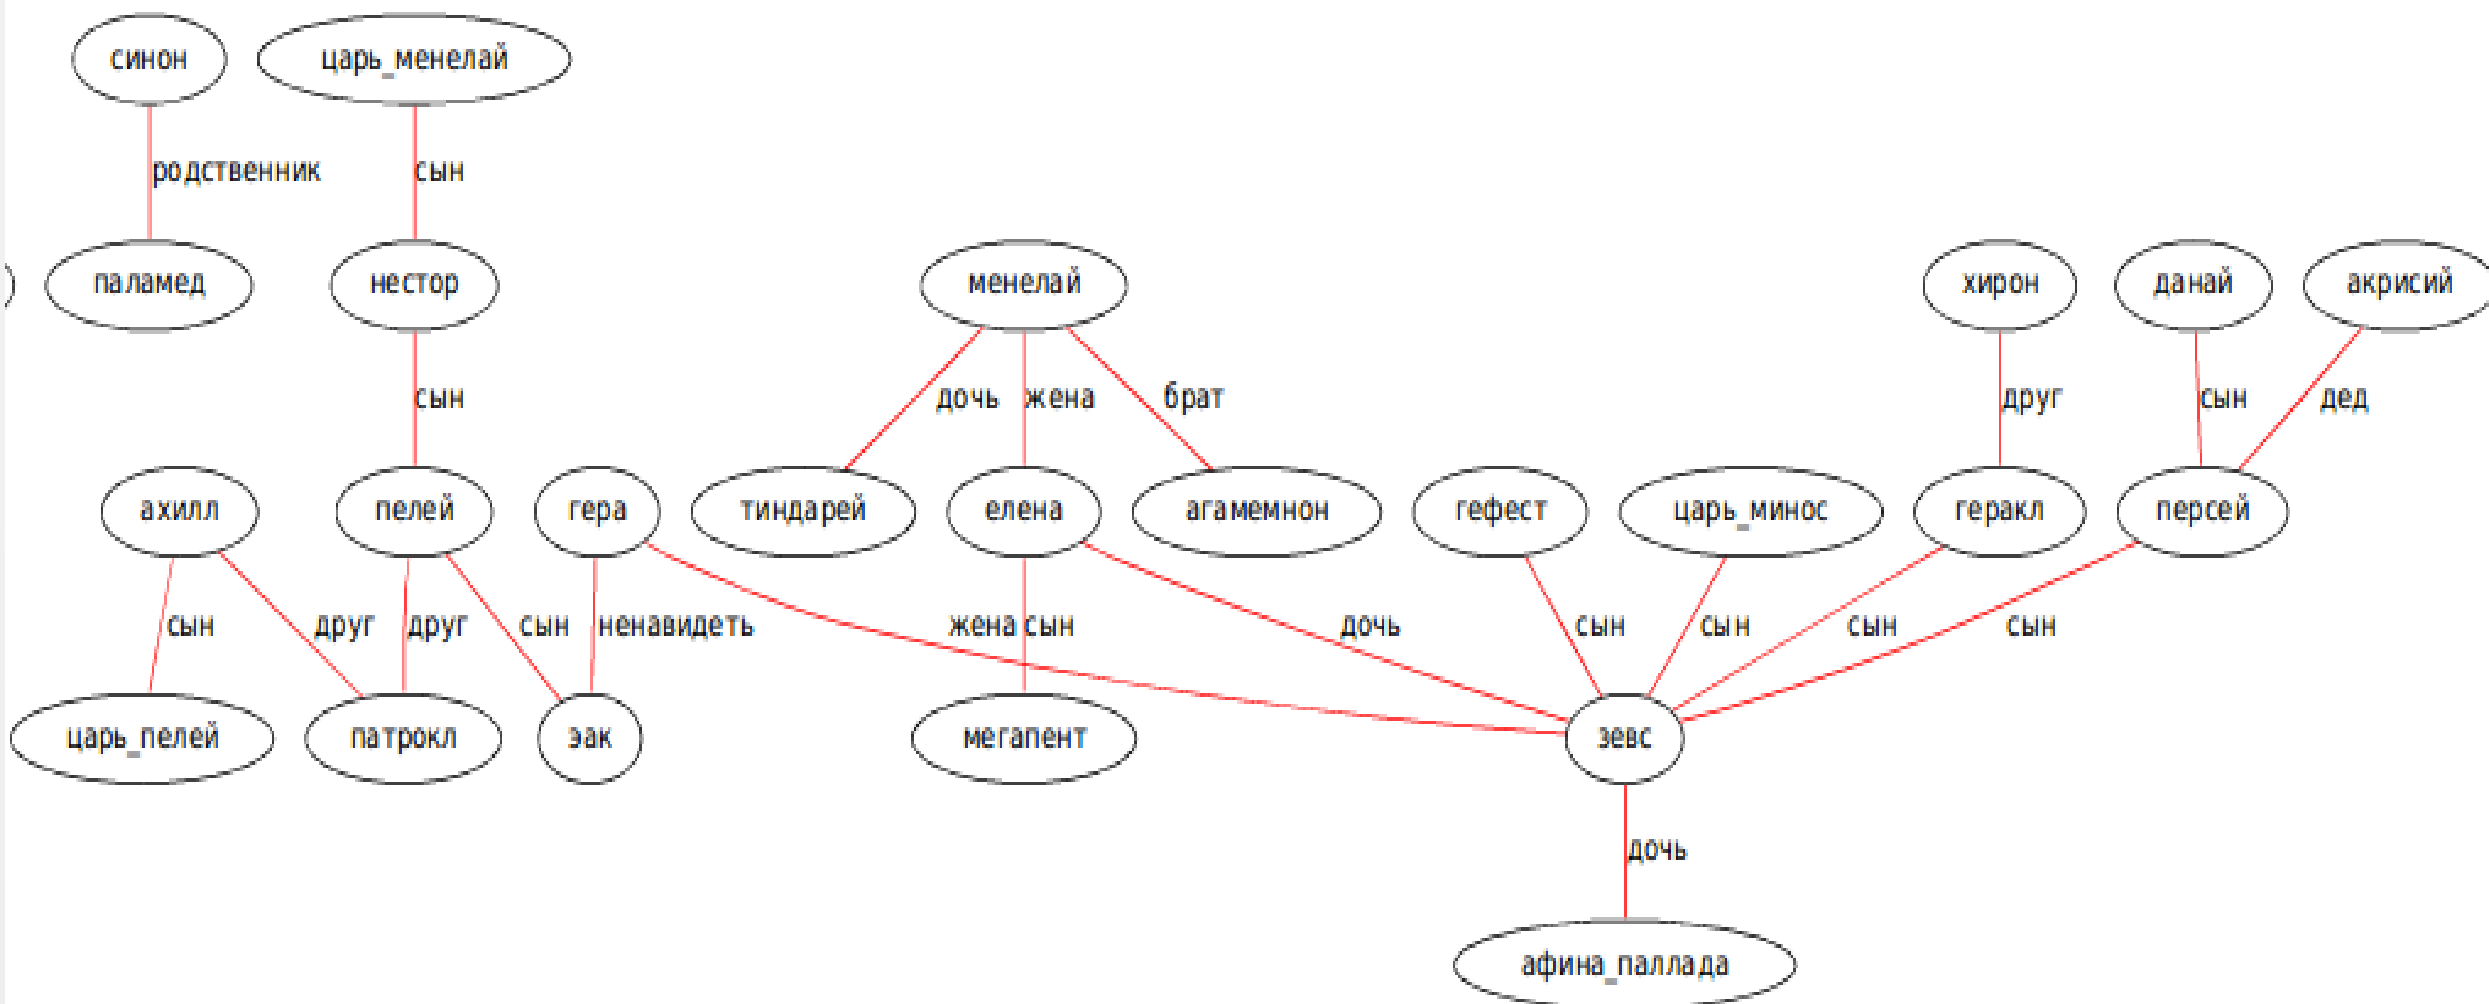 синон
царь_менелай
родственник
сын
паламед
нестор
менелай
хирон
данай
акрисий
сын
дочь
жена
брат
друг
сын
дед
ахилл
пелей
гера
тиндарей
елена
агамемнон
гефест
царь_минос
геракл
персей
сын
друг
друг
сын
ненавидеть
жена
сын
дочь
сын
сын
сын
сын
царь_пелей
патрокл
эак
мегапент
зевс
дочь
афина_паллада